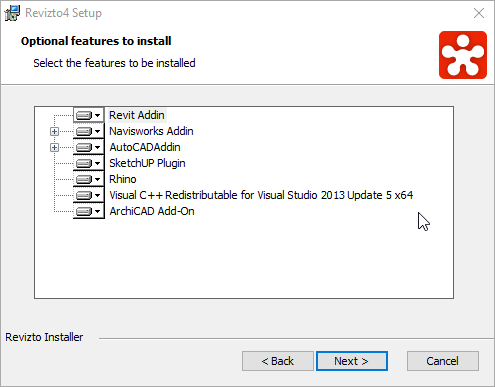 Revizto4 Setup
Optional features to install
Select the features to be installed
Revit Addin
Navisworks Addin
AutoCADAddin
SketchUP Plugin
Rhino
Visual C++ Redistributable for Visual Studio 2013 Update 5 x64
ArchiCAD Add-On
Revizto Installer
< Back
Next >
Cancel